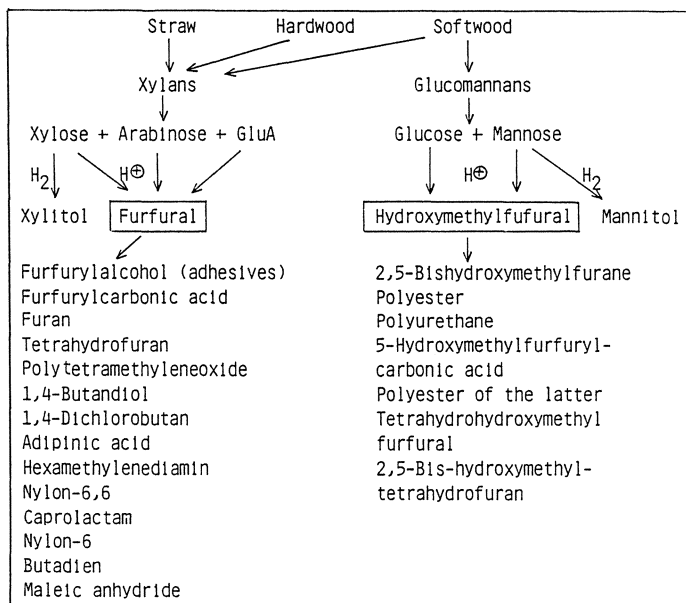 Straw Hardwood Softwood
Xylans Glucomannans
Xylose + Arabinose + GluA Glucose + Mannose
H2 H⊕ H⊕ H2
Xylitol Furfural Hydroxymethylfufural Mannitol
Furfurylalcohol (adhesives)
Furfurylcarbonic acid
Furan
Tetrahydrofuran
Polytetramethyleneoxide
1,4-Butandiol
1,4-Dichlorobutan
Adipinic acid
Hexamethylenediamin
Nylon-6,6
Caprolactam
Nylon-6
Butadien
Maleic anhydride
2,5-Bishydroxymethylfurane
Polyester
Polyurethane
5-Hydroxymethylfurfuryl-
carbonic acid
Polyester of the latter
Tetrahydrohydroxymethyl
furfural
2,5-Bis-hydroxymethyl-
tetrahydrofuran